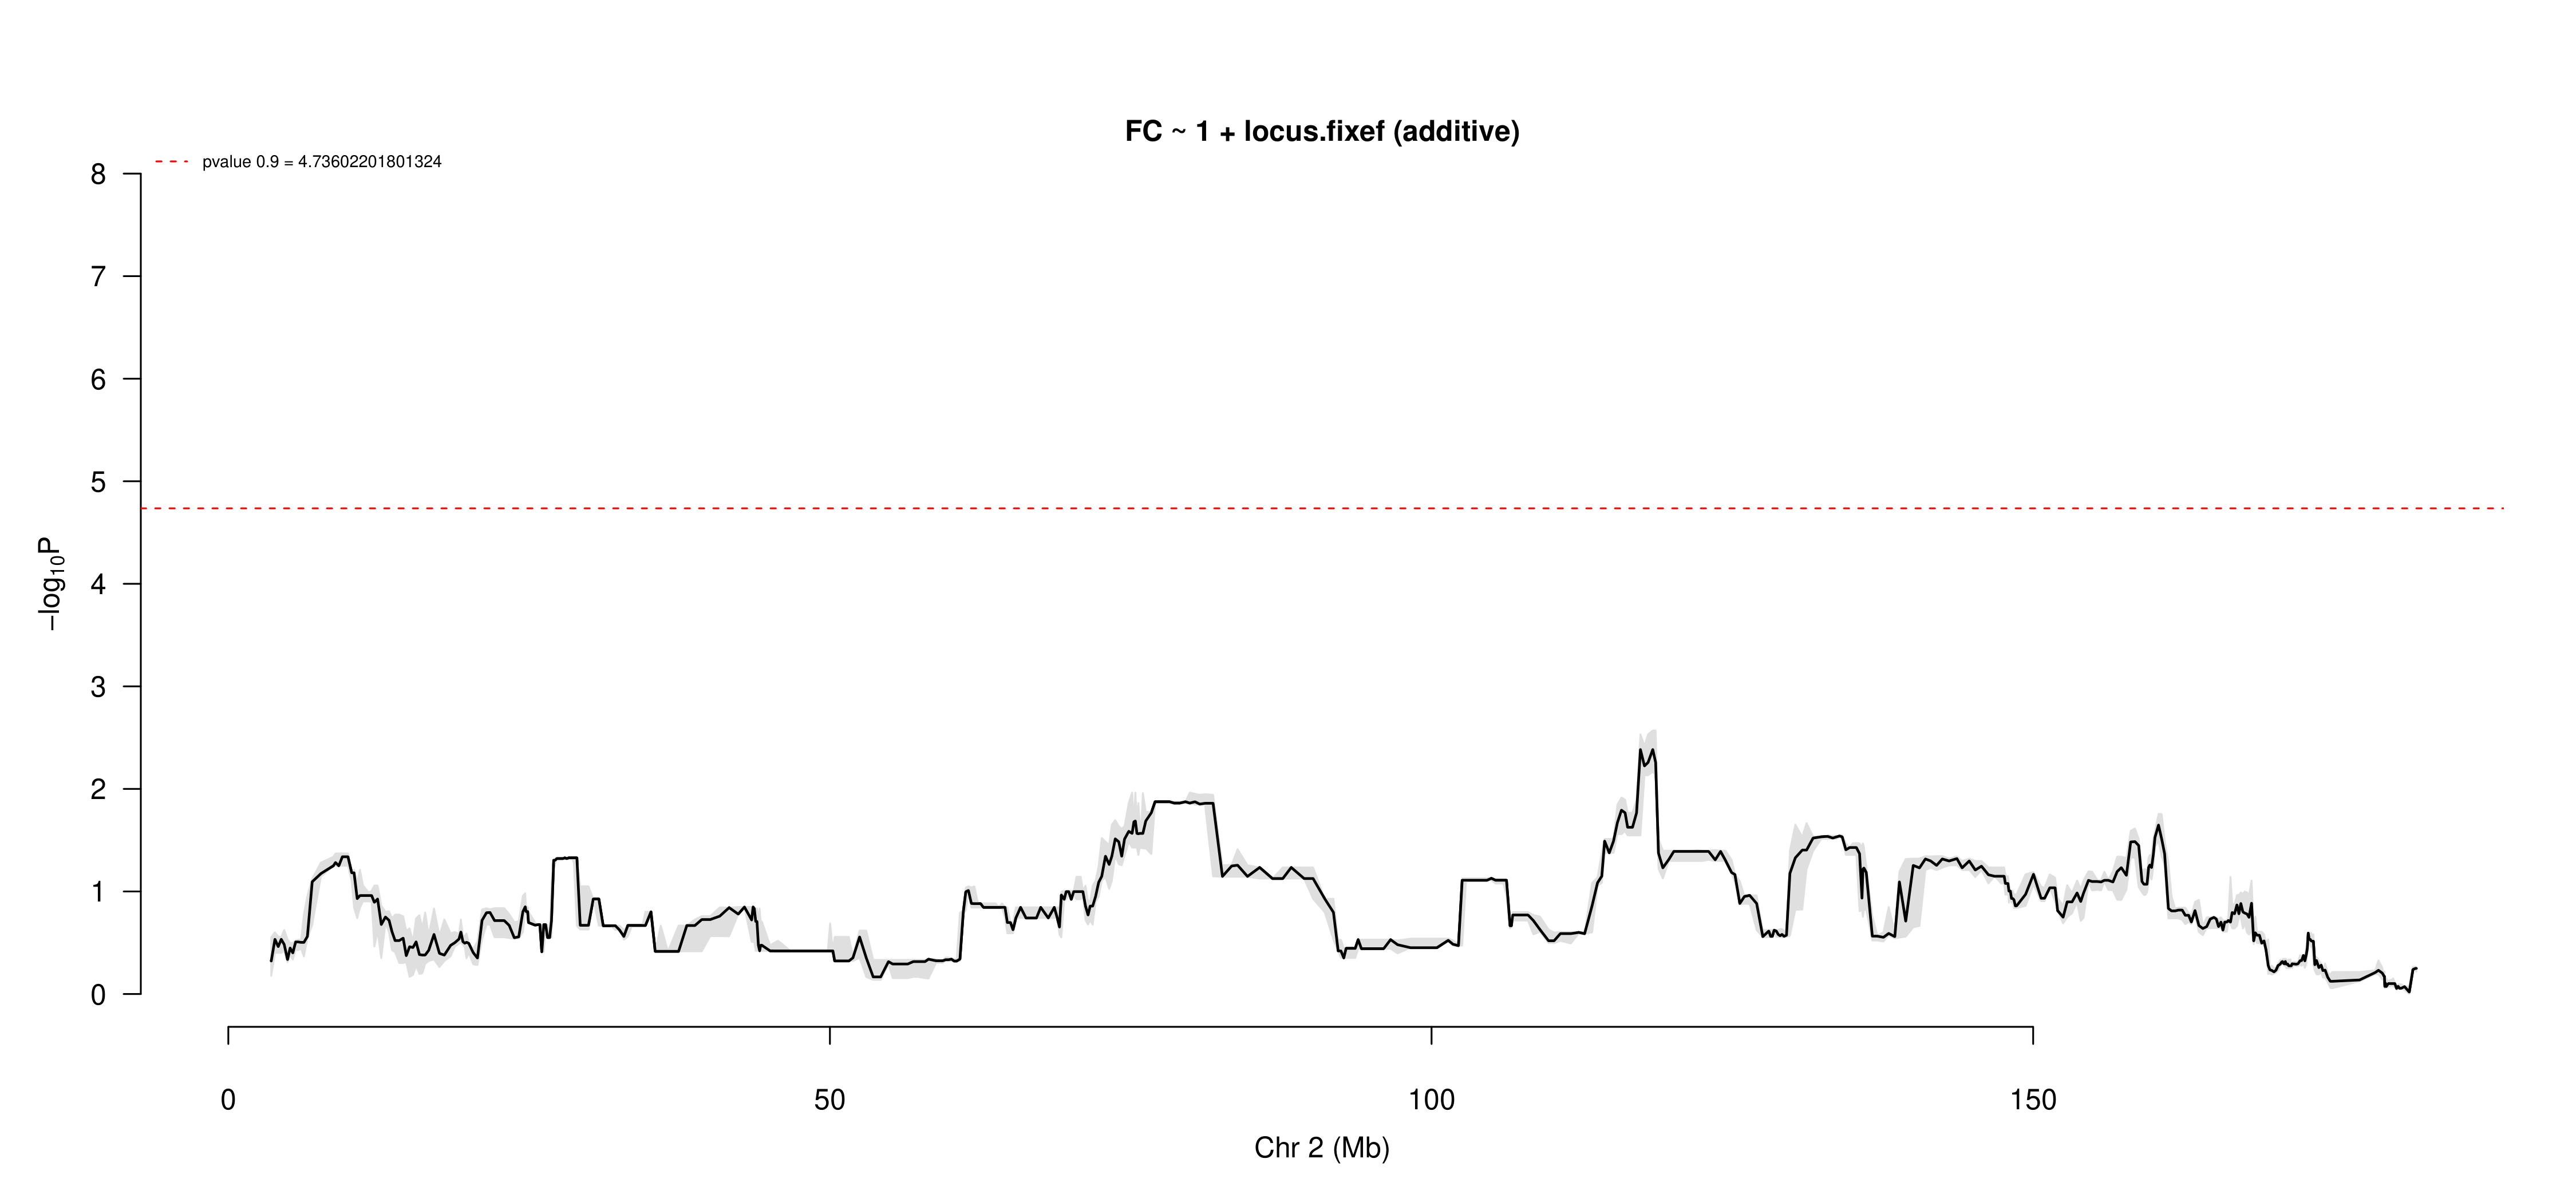 FC ~ 1 + locus.fixef (additive)
pvalue 0.9 = 4.73602201801324
8
7
6
5
4
3
2
1
0
−log10P
0 50 100 150
Chr 2 (Mb)